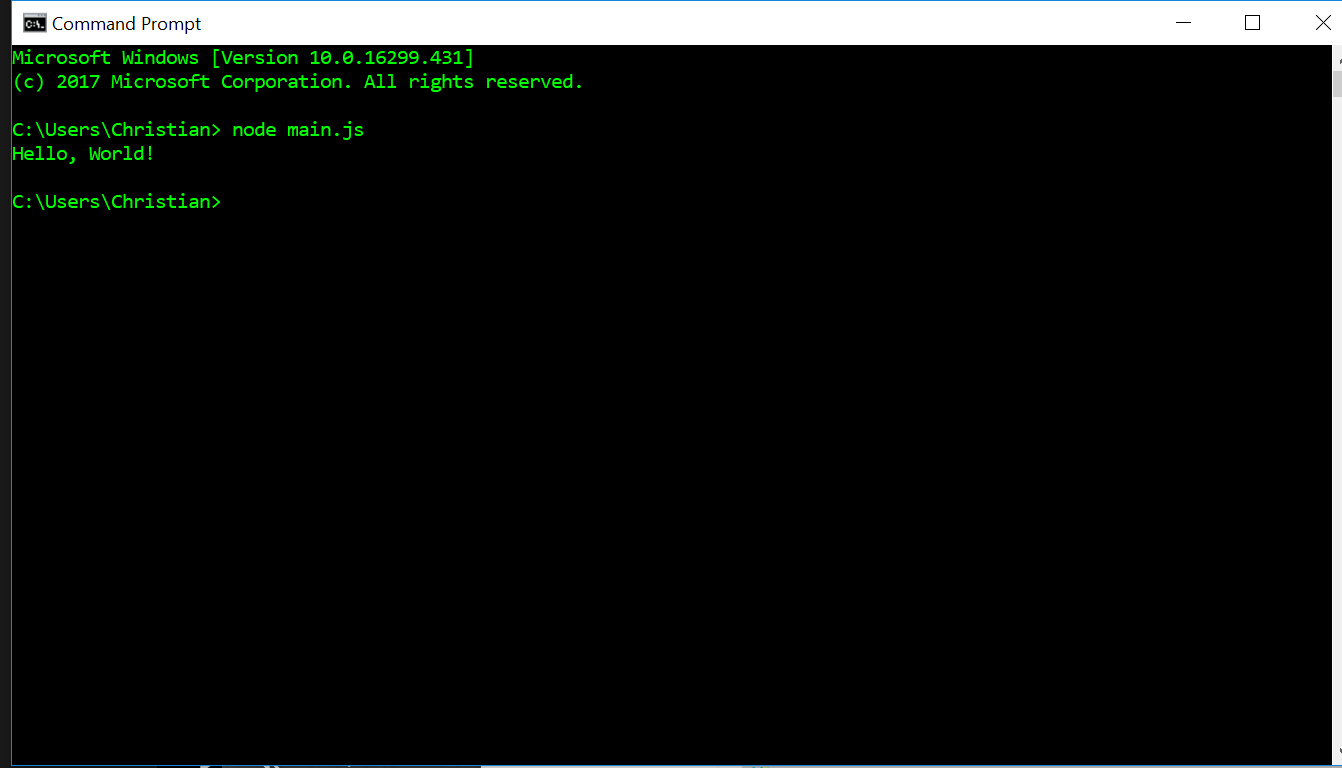 Command Prompt
Microsoft Windows [Version 10.0.16299.431]
(c) 2017 Microsoft Corporation. All rights reserved.
C:\Users\Christian> node main.js
Hello, World!
C:\Users\Christian>